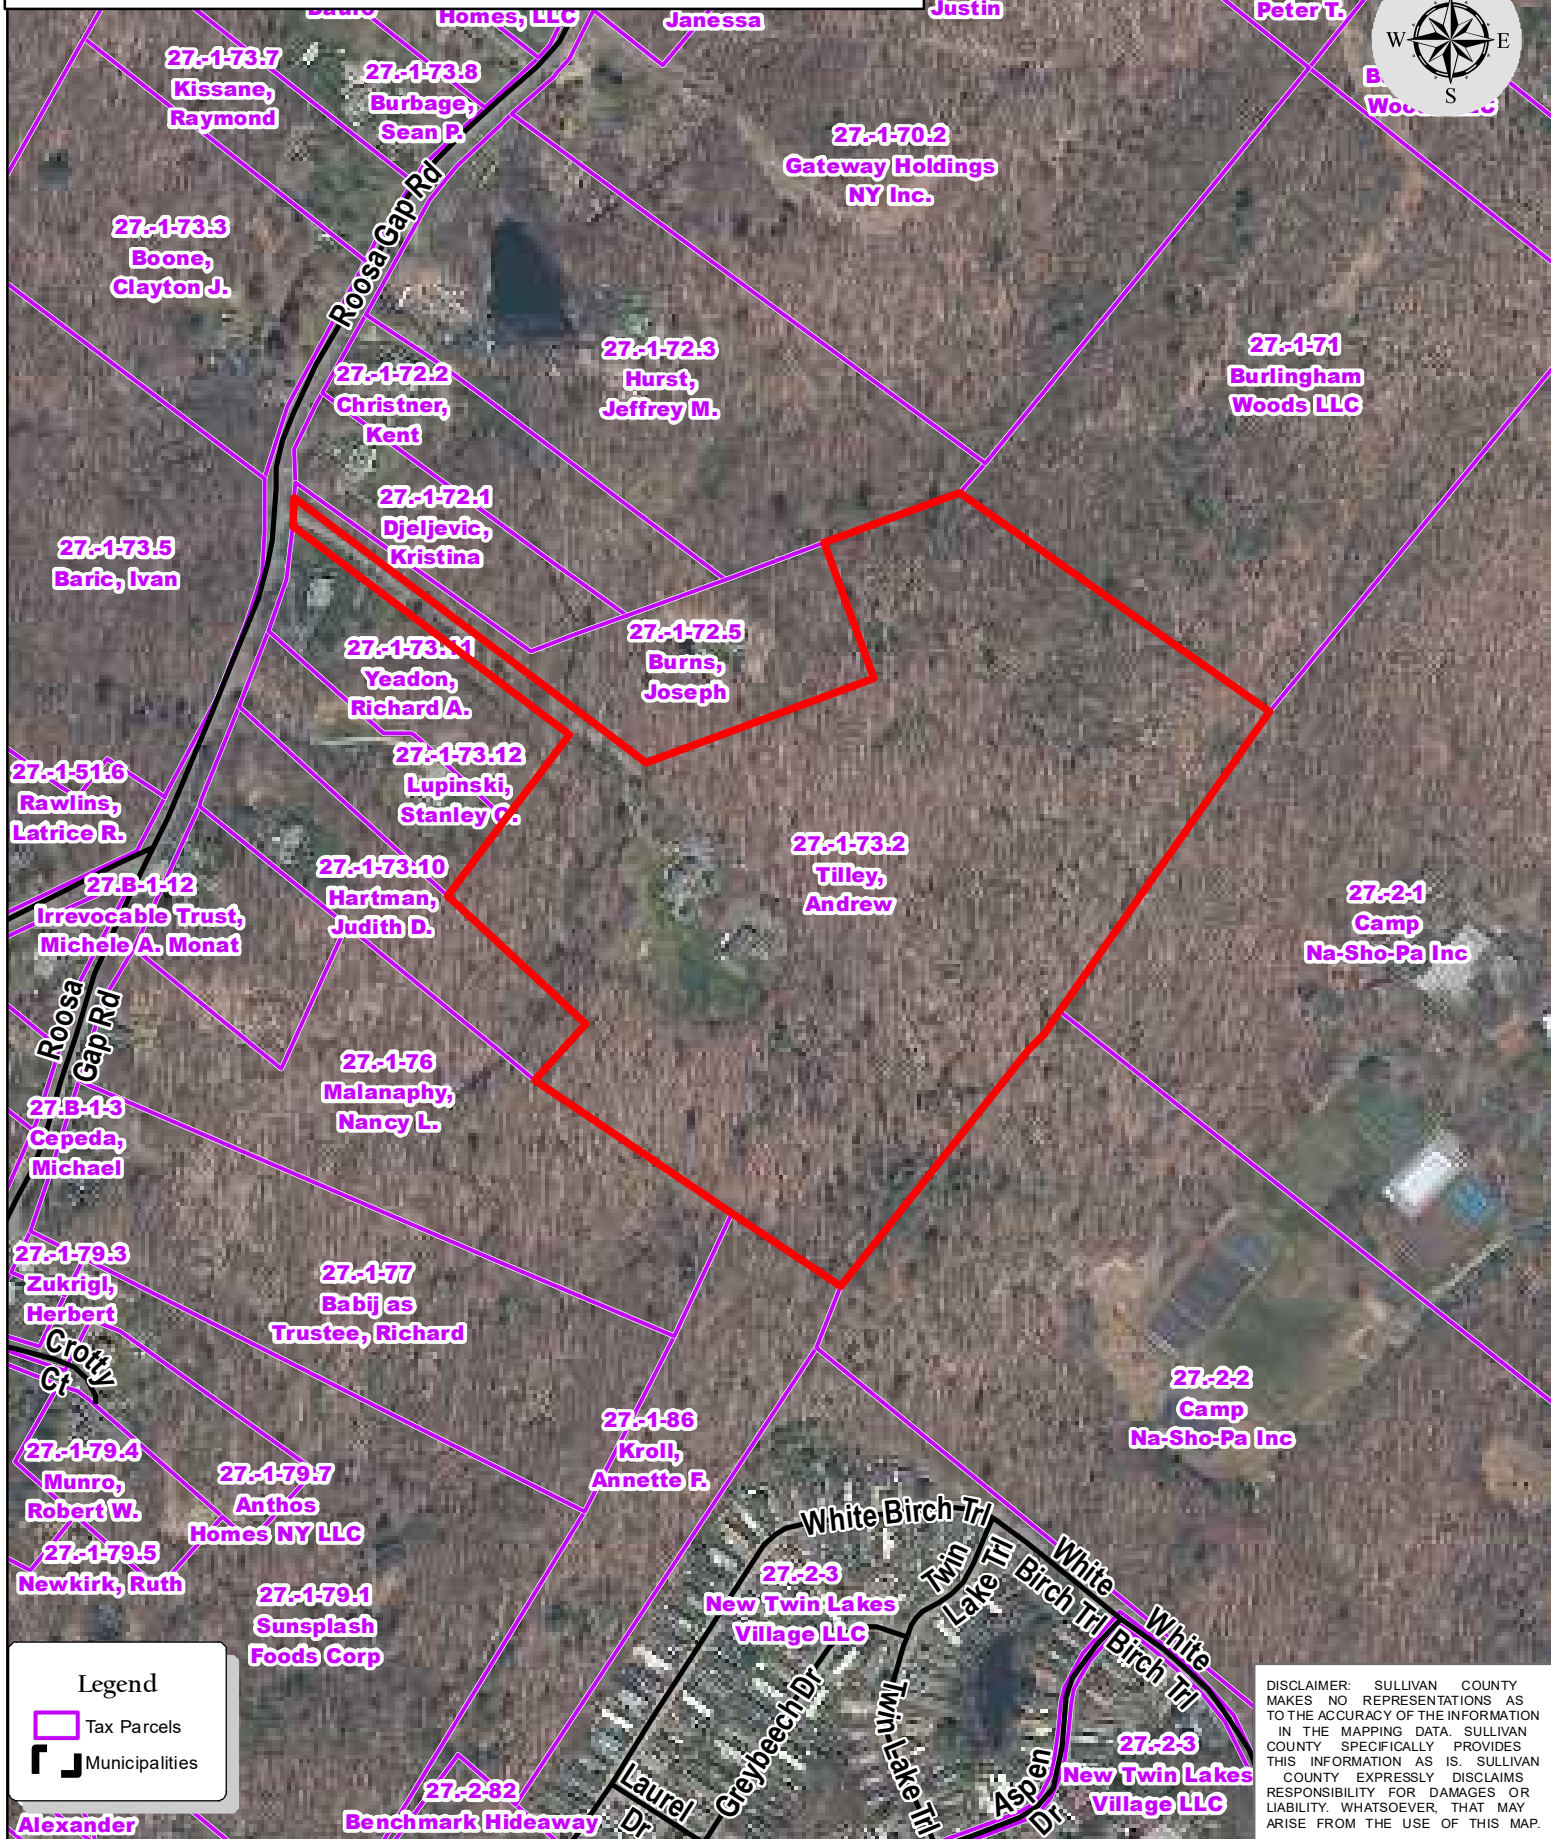 Homes, LLC
Janessa
Justin
Peter T.
W
E
S
27.-1-73.7
Kissane,
Raymond
27.-1-73.8
Burbage,
Sean P.
27.-1-70.2
Gateway Holdings
NY Inc.
Roosa Gap Rd
27.-1-73.3
Boone,
Clayton J.
27.-1-72.3
Hurst,
Jeffrey M.
27.-1-71
Burlingham
Woods LLC
27.-1-72.2
Christner,
Kent
27.-1-72.1
Djeljevic,
Kristina
27.-1-73.5
Baric, Ivan
27.-1-72.5
Burns,
Joseph
27.-1-73.11
Yeadon,
Richard A.
27.-1-73.12
Lupinski,
Stanley
27.-1-51.6
Rawlins,
Latrice R.
27.-1-73.2
Tilley,
Andrew
27.-1-73.10
Hartman,
Judith D.
27.B-1-12
Irrevocable Trust,
Michele A. Monat
27.-2-1
Camp
Na-Sho-Pa Inc
Roosa
Gap Rd
27.-1-76
Malanaphy,
Nancy L.
27.B-1-3
Cepeda,
Michael
27.-1-79.3
Zukrigl,
Herbert
27.-1-77
Babij as
Trustee, Richard
Crotty
Ct
27.-2-2
Camp
Na-Sho-Pa Inc
27.-1-86
Kroll,
Annette F.
27.-1-79.4
Munro,
Robert W.
27.-1-79.7
Anthos
Homes NY LLC
27.-1-79.5
Newkirk, Ruth
27.-1-79.1
Sunsplash
Foods Corp
White Birch Trl
Twin
Lake Trl
White
Birch Trl
White
Birch Trl
27.-2-3
New Twin Lakes
Village LLC
Greybeech Dr
Twin Lake Trl
Aspen
Dr
27.-2-3
New Twin Lakes
Village LLC
Laurel
Dr
27.-2-82
Benchmark Hideaway
Alexander
Legend
Tax Parcels
Municipalities
DISCLAIMER: SULLIVAN COUNTY
MAKES NO REPRESENTATIONS AS
TO THE ACCURACY OF THE INFORMATION
IN THE MAPPING DATA. SULLIVAN
COUNTY SPECIFICALLY PROVIDES
THIS INFORMATION AS IS. SULLIVAN
COUNTY EXPRESSLY DISCLAIMS
RESPONSIBILITY FOR DAMAGES OR
LIABILITY. WHATSOEVER, THAT MAY
ARISE FROM THE USE OF THIS MAP.